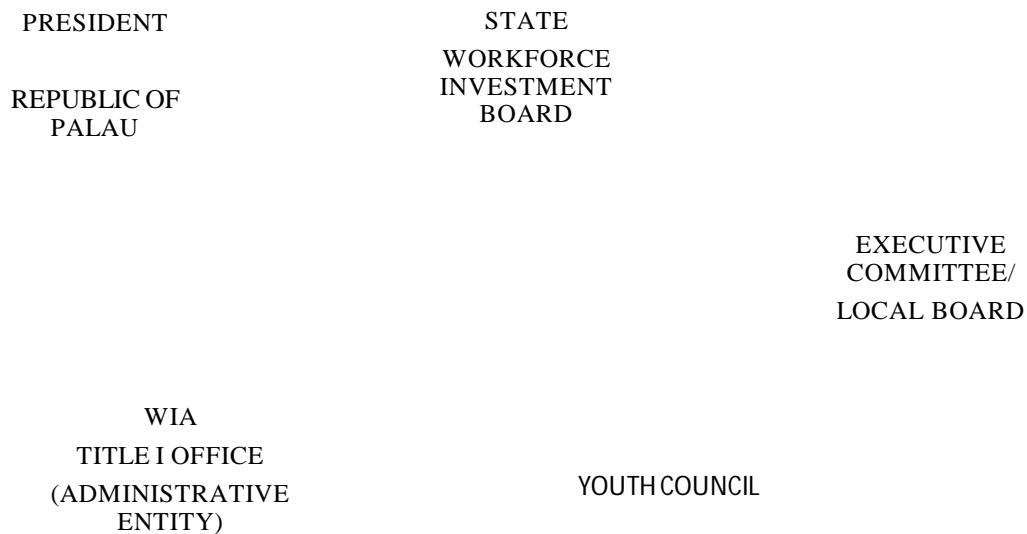 PRESIDENT
REPUBLIC OF
PALAU
STATE
WORKFORCE
INVESTMENT
BOARD
EXECUTIVE
COMMITTEE/
LOCAL BOARD
WIA
TITLE I OFFICE
(ADMINISTRATIVE
ENTITY)
YOUTH COUNCIL